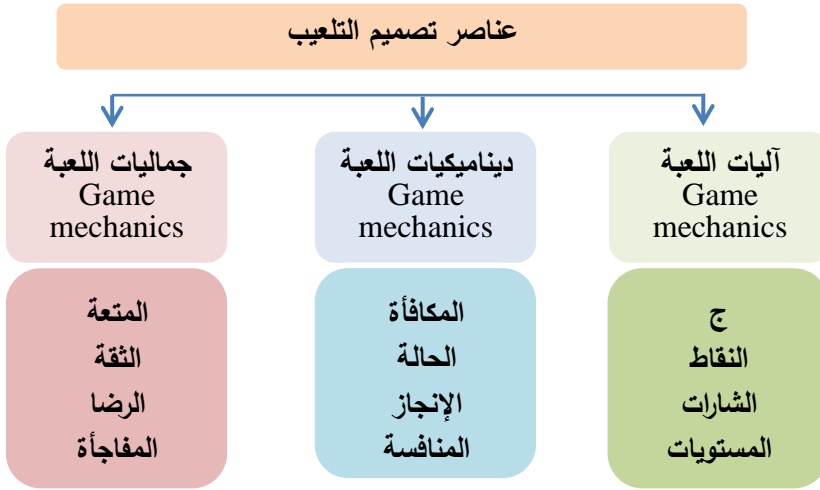 عناصر تصميم التلعيب
آليات اللعبة
Game
mechanics
ج
النقاط
الشارات
المستويات
ديناميكيات اللعبة
Game
mechanics
المكافأة
الحالة
الإنجاز
المنافسة
جماليات اللعبة
Game
mechanics
المتعة
الثقة
الرضا
المفاجأة